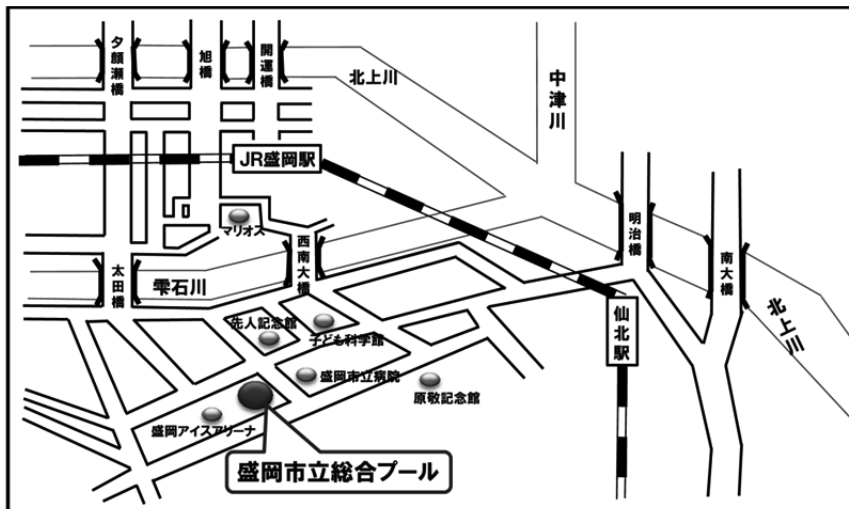 夕顔瀬橋
旭橋
開運橋
北上川
中津川
JR盛岡駅
マリオス
西南大橋
明治橋
南大橋
太田橋
雫石川
北上川
先人記念館
子ども科学館
仙北駅
盛岡市立病院
原敬記念館
盛岡アイスアリーナ
盛岡市立総合プール